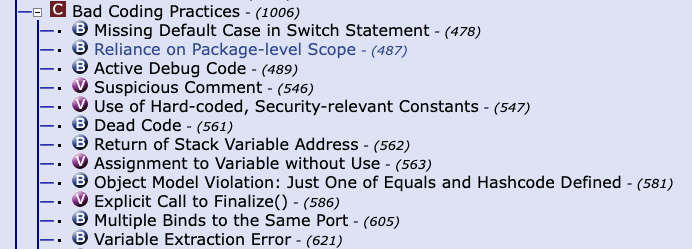 C Bad Coding Practices - (1006)
B Missing Default Case in Switch Statement - (478)
B Reliance on Package-level Scope - (487)
B Active Debug Code - (489)
V Suspicious Comment - (546)
V Use of Hard-coded, Security-relevant Constants - (547)
B Dead Code - (561)
B Return of Stack Variable Address - (562)
V Assignment to Variable without Use - (563)
B Object Model Violation: Just One of Equals and Hashcode Defined - (581)
V Explicit Call to Finalize() - (586)
B Multiple Binds to the Same Port - (605)
B Variable Extraction Error - (621)